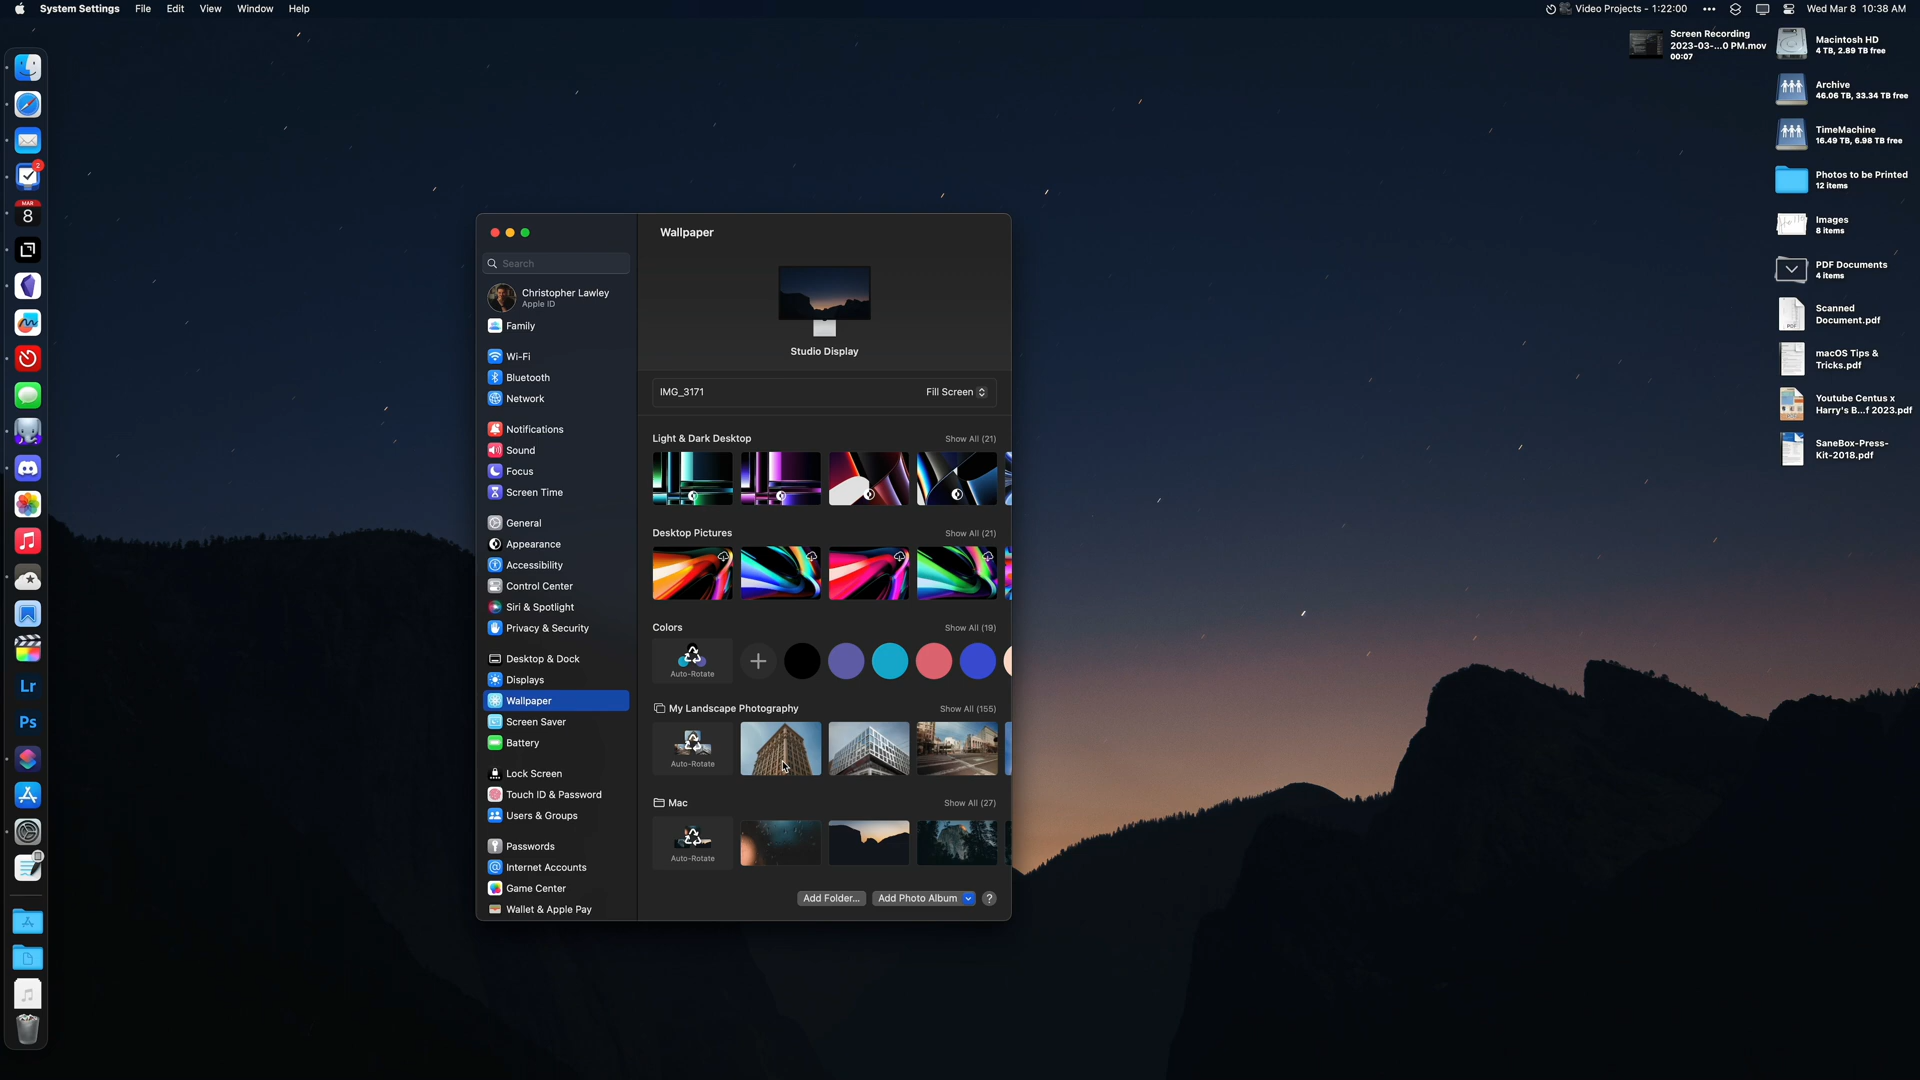 System Settings File Edit View Window Help
Video Projects - 1:22:00 ••• Wed Mar 8 10:38 AM
Screen Recording
2023-03-...0 PM.mov
00:07
Macintosh HD
4 TB, 2.89 TB free
Archive
46.06 TB, 33.34 TB free
TimeMachine
16.49 TB, 6.98 TB free
Photos to be Printed
12 items
Images
8 items
PDF Documents
4 items
Scanned
Document.pdf
macOS Tips &
Tricks.pdf
Youtube Centus x
Harry's B...f 2023.pdf
SaneBox-Press-
Kit-2018.pdf
2
MAR
8
Lr
Ps
Search
Christopher Lawley
Apple ID
Family
Wi-Fi
Bluetooth
Network
Notifications
Sound
Focus
Screen Time
General
Appearance
Accessibility
Control Center
Siri & Spotlight
Privacy & Security
Desktop & Dock
Displays
Wallpaper
Screen Saver
Battery
Lock Screen
Touch ID & Password
Users & Groups
Passwords
Internet Accounts
Game Center
Wallet & Apple Pay
Wallpaper
Studio Display
IMG_3171 Fill Screen
Light & Dark Desktop Show All (21)
Desktop Pictures Show All (21)
Colors Show All (19)
Auto-Rotate
My Landscape Photography Show All (155)
Auto-Rotate
Mac Show All (27)
Auto-Rotate
Add Folder... Add Photo Album ?